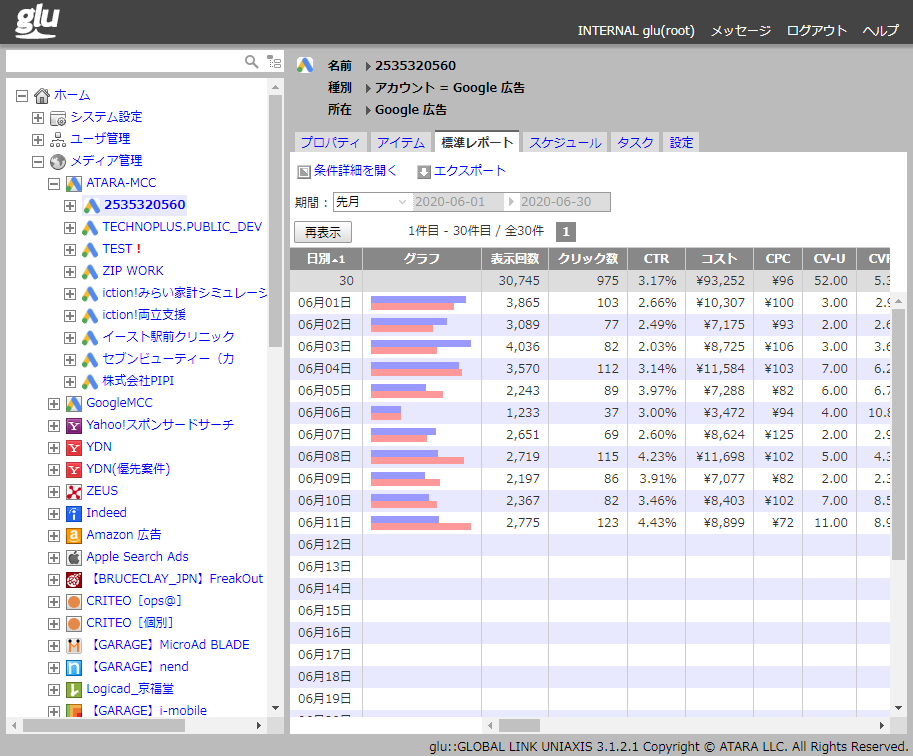 glu
INTERNAL glu(root) メッセージ ログアウト ヘルプ
名前 2535320560
種別 アカウント = Google 広告
所在 Google 広告
ホーム
システム設定
ユーザ管理
メディア管理
ATARA-MCC
2535320560
TECHNOPLUS.PUBLIC_DEV
TEST !
ZIP WORK
iction!みらい家計シミュレーシ
iction!両立支援
イースト駅前クリニック
セブンビューティー（カ
株式会社PIPI
GoogleMCC
Yahoo!スポンサードサーチ
YDN
YDN(優先案件)
ZEUS
Indeed
Amazon 広告
Apple Search Ads
【BRUCECLAY_JPN】FreakOut
CRITEO［ops@］
CRITEO［個別］
【GARAGE】MicroAd BLADE
【GARAGE】nend
Logicad_京福堂
【GARAGE】i-mobile
プロパティ アイテム 標準レポート スケジュール タスク 設定
条件詳細を開く エクスポート
期間： 先月 2020-06-01 2020-06-30
再表示 1件目 - 30件目 / 全30件 1
日別▲1 グラフ 表示回数 クリック数 CTR コスト CPC CV-U CVR
30 30,745 975 3.17% ¥93,252 ¥96 52.00 5.3
06月01日 3,865 103 2.66% ¥10,307 ¥100 3.00 2.9
06月02日 3,089 77 2.49% ¥7,175 ¥93 2.00 2.6
06月03日 4,036 82 2.03% ¥8,725 ¥106 3.00 3.6
06月04日 3,570 112 3.14% ¥11,584 ¥103 7.00 6.2
06月05日 2,243 89 3.97% ¥7,288 ¥82 6.00 6.7
06月06日 1,233 37 3.00% ¥3,472 ¥94 4.00 10.8
06月07日 2,651 69 2.60% ¥8,624 ¥125 2.00 2.9
06月08日 2,719 115 4.23% ¥11,698 ¥102 5.00 4.3
06月09日 2,197 86 3.91% ¥7,077 ¥82 2.00 2.3
06月10日 2,367 82 3.46% ¥8,403 ¥102 7.00 8.5
06月11日 2,775 123 4.43% ¥8,899 ¥72 11.00 8.9
06月12日
06月13日
06月14日
06月15日
06月16日
06月17日
06月18日
06月19日
glu::GLOBAL LINK UNIAXIS 3.1.2.1 Copyright © ATARA LLC. All Rights Reserved.